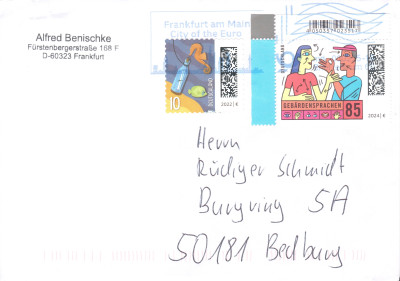 Alfred Benischke
Fürstenbergerstraße 168 F
D-60323 Frankfurt
Frankfurt am Main
City of the Euro
10
2022 | €
GEBÄRDENSPRACHEN
85
2024 | €
Herrn
Rüdiger Schmidt
Burgring 5A
50181 Bedburg